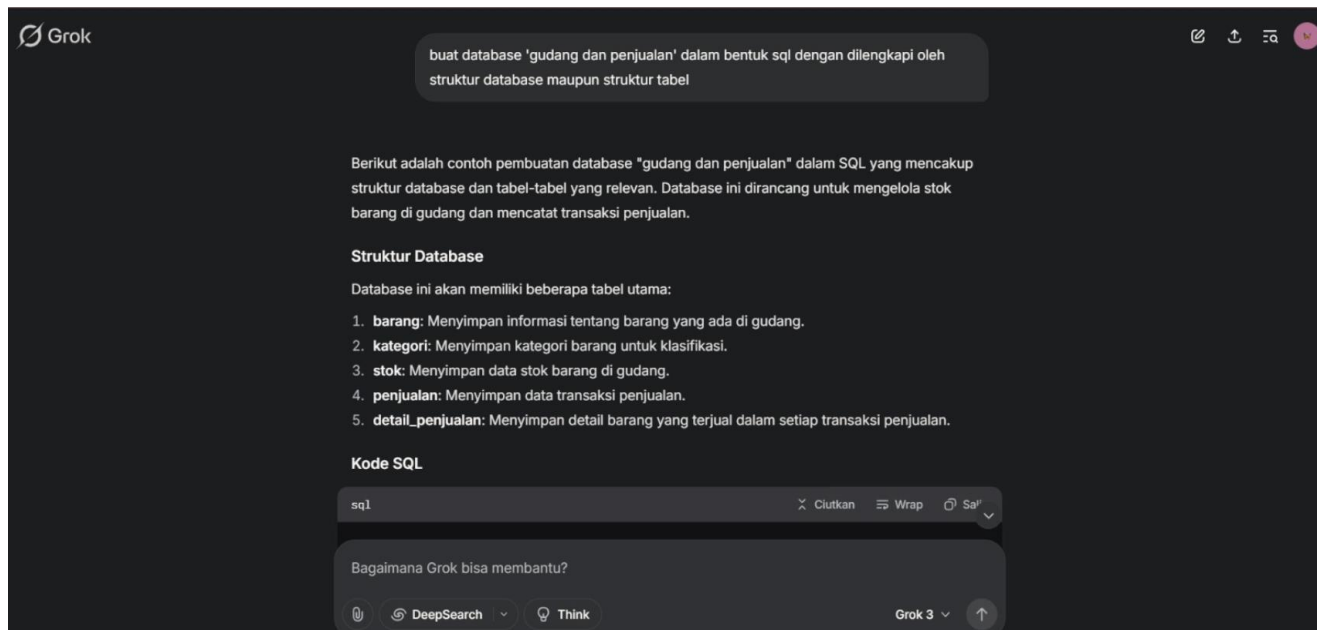 Grok
buat database 'gudang dan penjualan' dalam bentuk sql dengan dilengkapi oleh
struktur database maupun struktur tabel
Berikut adalah contoh pembuatan database "gudang dan penjualan" dalam SQL yang mencakup
struktur database dan tabel-tabel yang relevan. Database ini dirancang untuk mengelola stok
barang di gudang dan mencatat transaksi penjualan.
Struktur Database
Database ini akan memiliki beberapa tabel utama:
1. barang: Menyimpan informasi tentang barang yang ada di gudang.
2. kategori: Menyimpan kategori barang untuk klasifikasi.
3. stok: Menyimpan data stok barang di gudang.
4. penjualan: Menyimpan data transaksi penjualan.
5. detail_penjualan: Menyimpan detail barang yang terjual dalam setiap transaksi penjualan.
Kode SQL
sql Ciutkan Wrap
Bagaimana Grok bisa membantu?
DeepSearch Think Grok 3